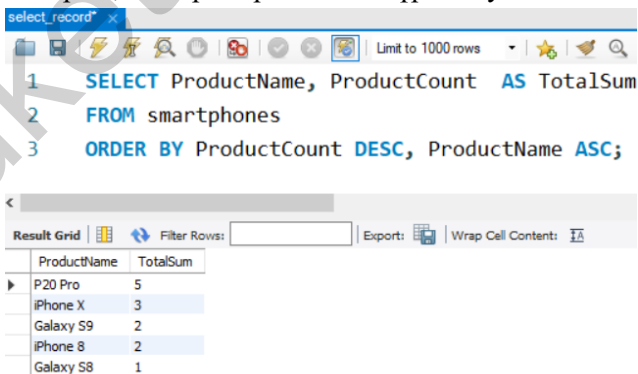 select_record* ×
Limit to 1000 rows
1 SELECT ProductName, ProductCount AS TotalSum
2 FROM smartphones
3 ORDER BY ProductCount DESC, ProductName ASC;
Result Grid Filter Rows: Export: Wrap Cell Content: IA
ProductName TotalSum
P20 Pro 5
iPhone X 3
Galaxy S9 2
iPhone 8 2
Galaxy S8 1